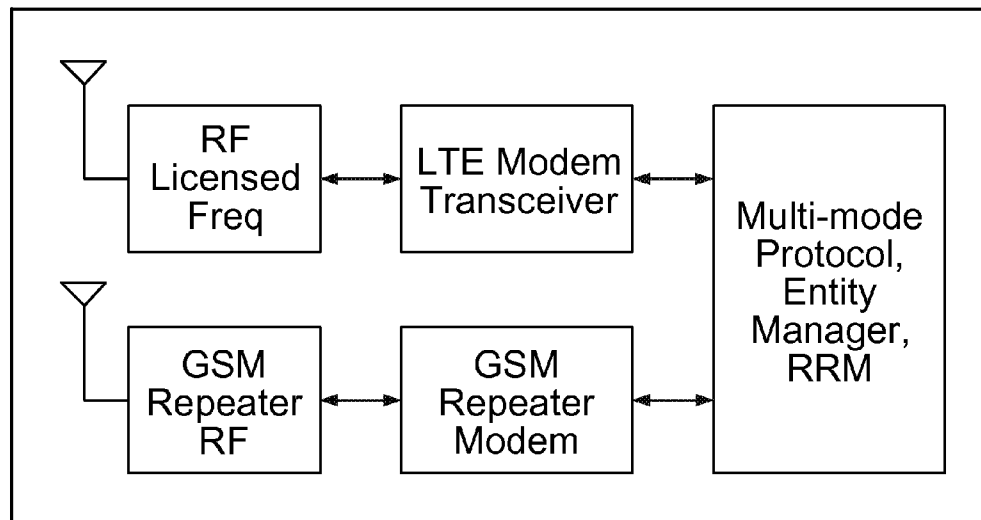 RF
Licensed
Freq
LTE Modem
Transceiver
Multi-mode
Protocol,
Entity
Manager,
RRM
GSM
Repeater
RF
GSM
Repeater
Modem